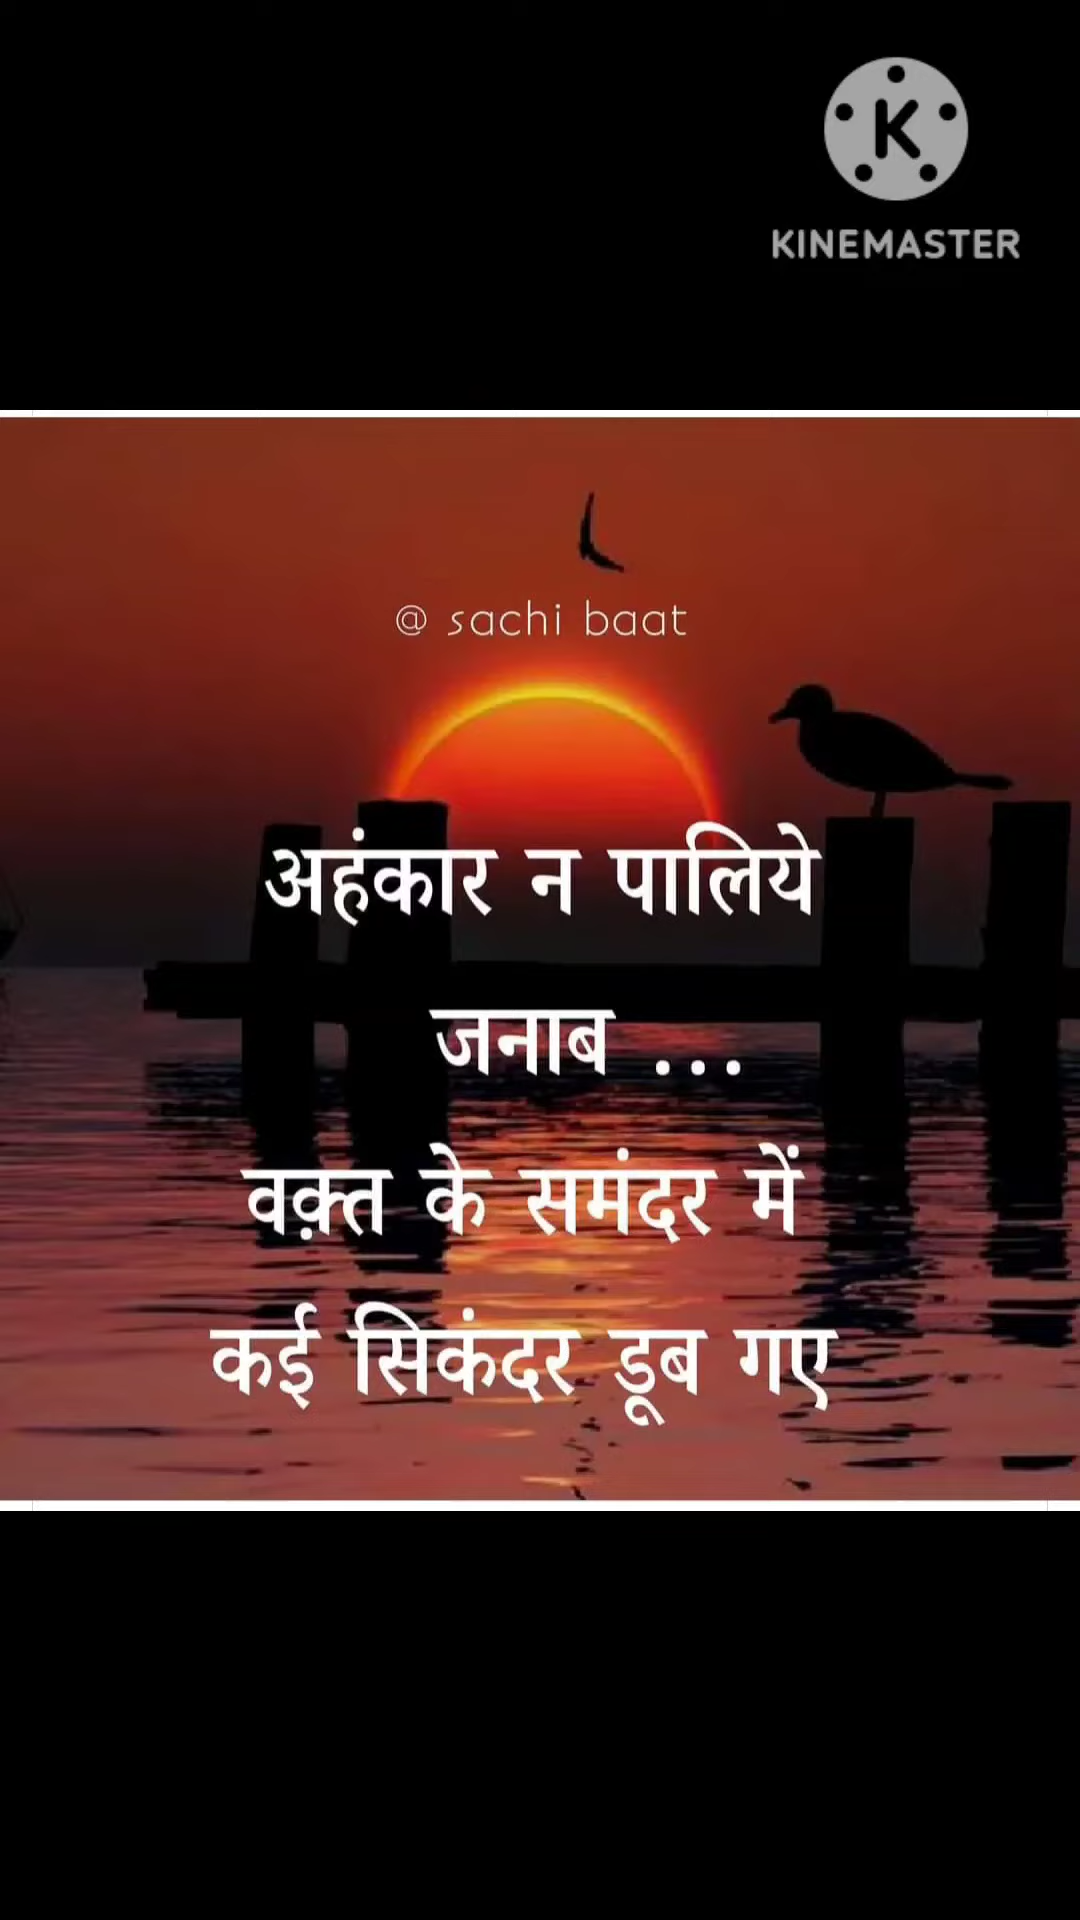 KINEMASTER
@ sachi baat
अहंकार न पालिये
जनाब ...
वक़्त के समंदर में
कई सिकंदर डूब गए